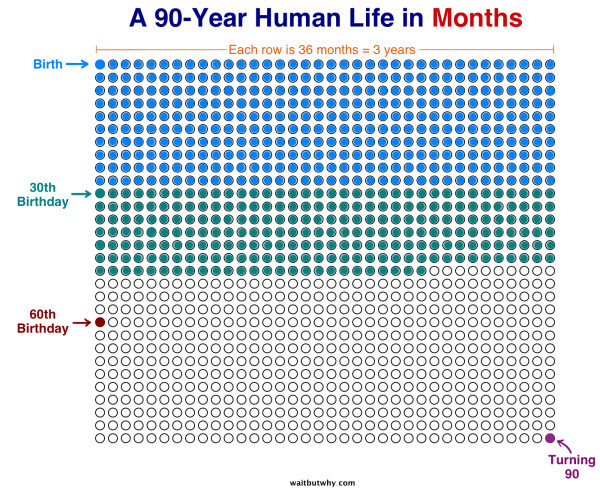 A 90-Year Human Life in Months
Each row is 36 months = 3 years
Birth
30th
Birthday
60th
Birthday
Turning
90
waitbutwhy.com